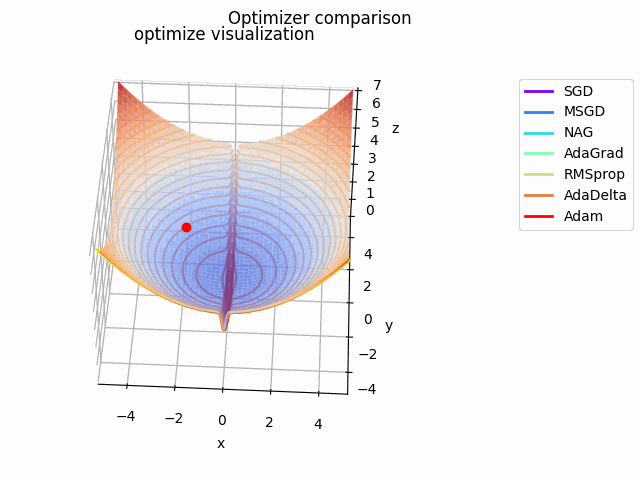 Optimizer comparison
optimize visualization
SGD
MSGD
NAG
AdaGrad
RMSprop
AdaDelta
Adam
7
6
5
4
3
2
1
0
z
4
2
0
−2
−4
y
−4
−2
0
2
4
x